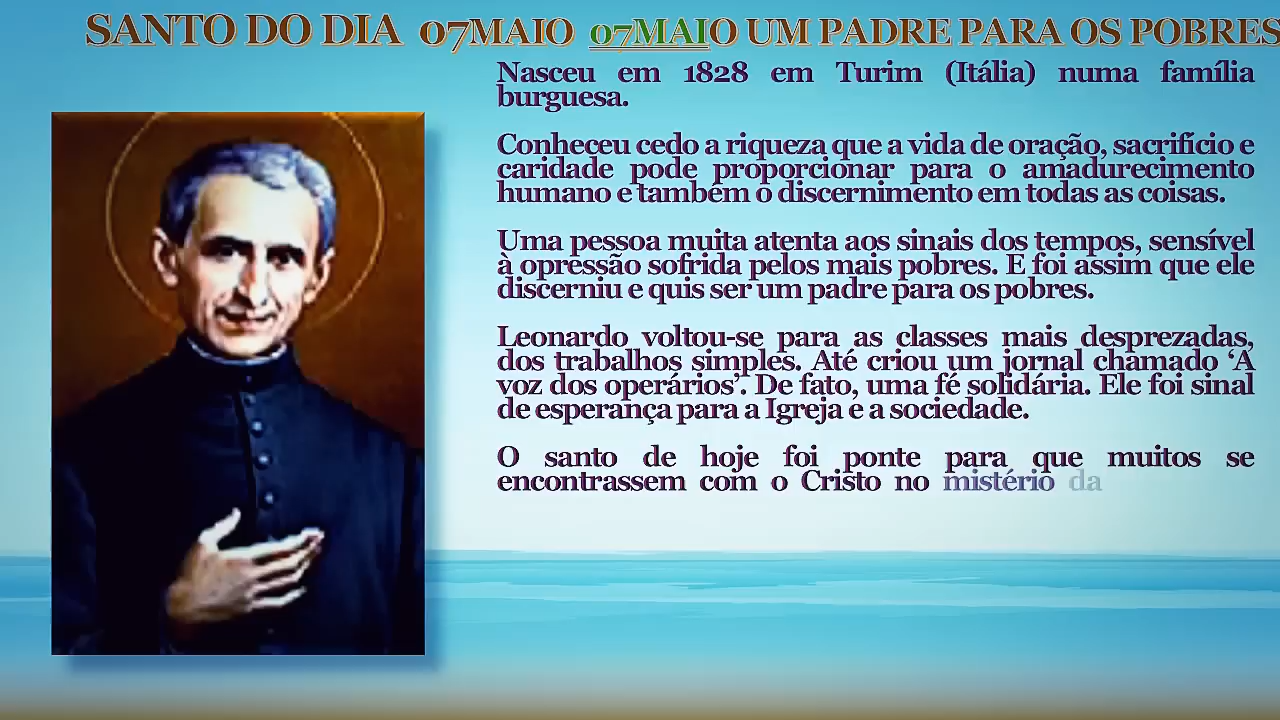 SANTO DO DIA 07MAIO 07MAIO UM PADRE PARA OS POBRES
Nasceu em 1828 em Turim (Itália) numa família
burguesa.
Conheceu cedo a riqueza que a vida de oração, sacrifício e
caridade pode proporcionar para o amadurecimento
humano e também o discernimento em todas as coisas.
Uma pessoa muita atenta aos sinais dos tempos, sensível
à opressão sofrida pelos mais pobres. E foi assim que ele
discerniu e quis ser um padre para os pobres.
Leonardo voltou-se para as classes mais desprezadas,
dos trabalhos simples. Até criou um jornal chamado ‘A
voz dos operários’. De fato, uma fé solidária. Ele foi sinal
de esperança para a Igreja e a sociedade.
O santo de hoje foi ponte para que muitos se
encontrassem com o Cristo no mistério da